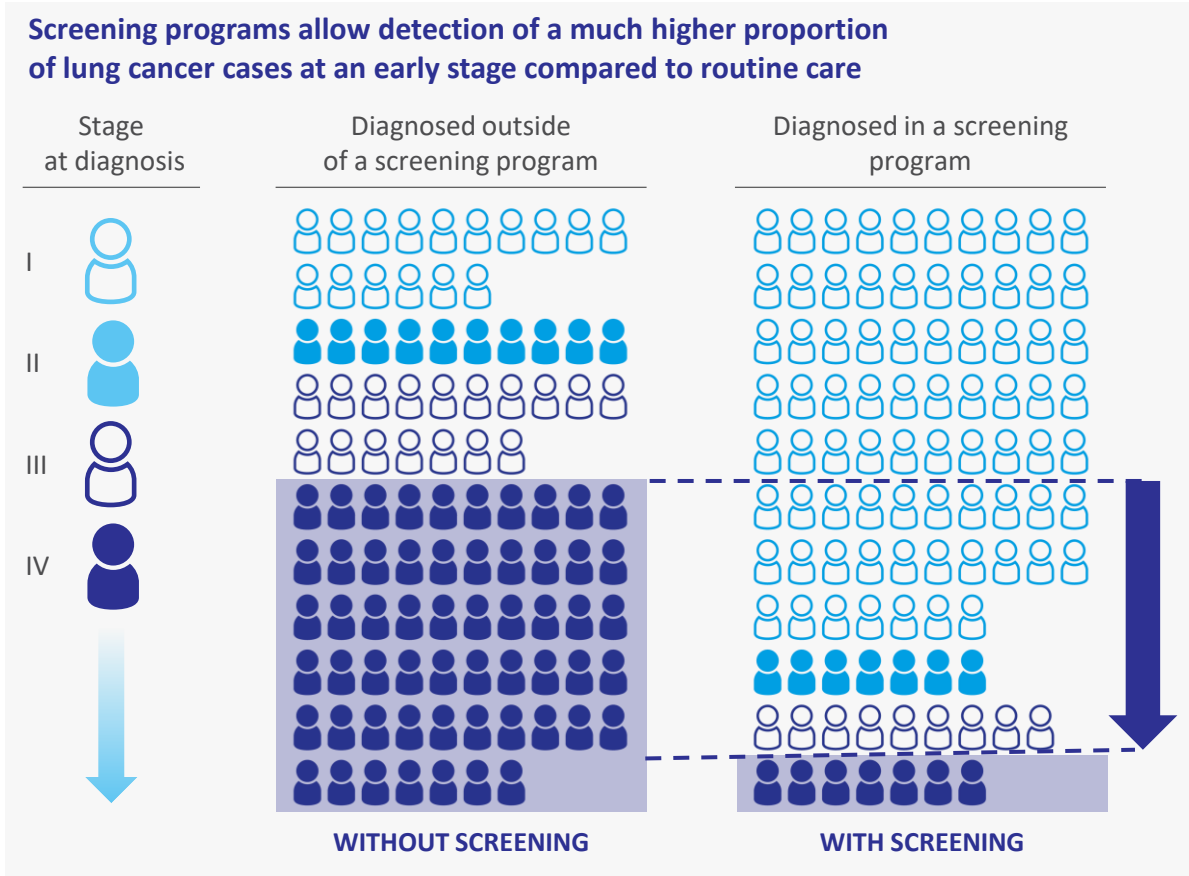 Screening programs allow detection of a much higher proportion
of lung cancer cases at an early stage compared to routine care
Stage
at diagnosis
Diagnosed outside
of a screening program
Diagnosed in a screening
program
I
II
III
IV
WITHOUT SCREENING
WITH SCREENING